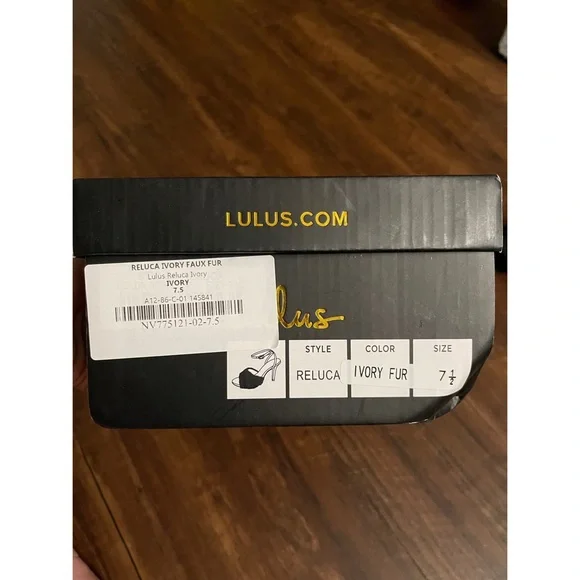 LULUS.COM
RELUCA IVORY FAUX FUR
Lulus Reluca Ivory
IVORY
7.5
A12-86-C-01 145841
NV775121-02-7.5
lus
STYLE
RELUCA
COLOR
IVORY FUR
SIZE
7 ½